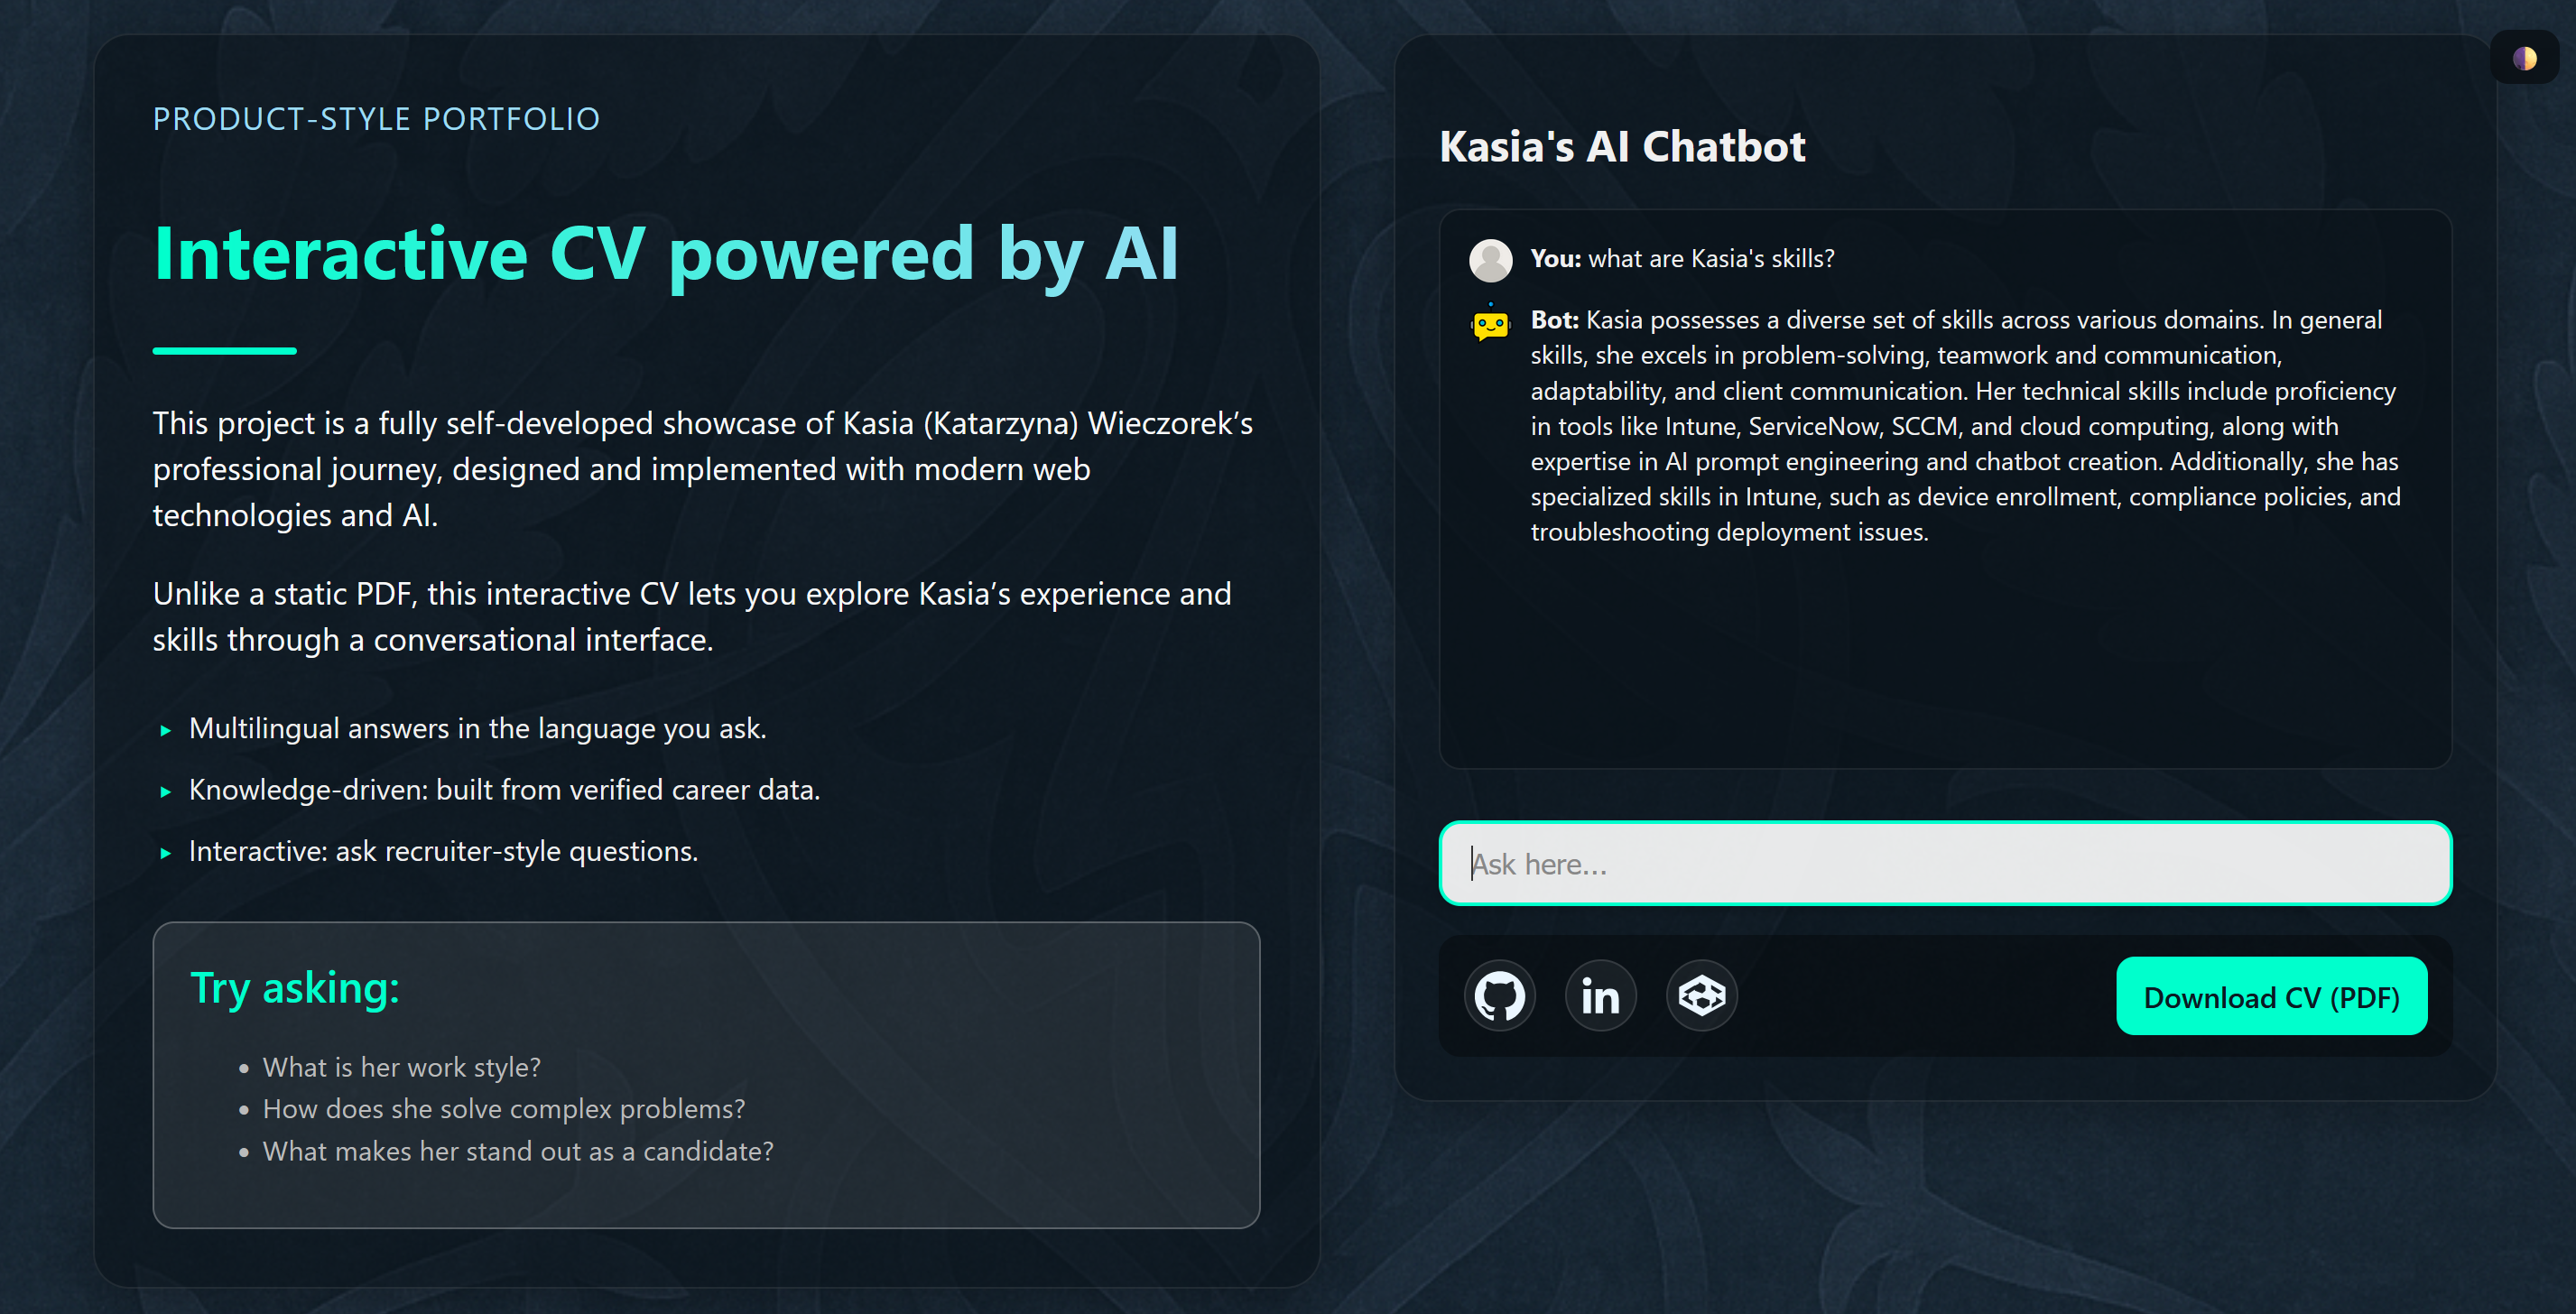 PRODUCT-STYLE PORTFOLIO
Interactive CV powered by AI
This project is a fully self-developed showcase of Kasia (Katarzyna) Wieczorek’s
professional journey, designed and implemented with modern web
technologies and AI.
Unlike a static PDF, this interactive CV lets you explore Kasia’s experience and
skills through a conversational interface.
Multilingual answers in the language you ask.
Knowledge-driven: built from verified career data.
Interactive: ask recruiter-style questions.
Try asking:
What is her work style?
How does she solve complex problems?
What makes her stand out as a candidate?
Kasia's AI Chatbot
You: what are Kasia's skills?
Bot: Kasia possesses a diverse set of skills across various domains. In general
skills, she excels in problem-solving, teamwork and communication,
adaptability, and client communication. Her technical skills include proficiency
in tools like Intune, ServiceNow, SCCM, and cloud computing, along with
expertise in AI prompt engineering and chatbot creation. Additionally, she has
specialized skills in Intune, such as device enrollment, compliance policies, and
troubleshooting deployment issues.
Ask here...
in
Download CV (PDF)